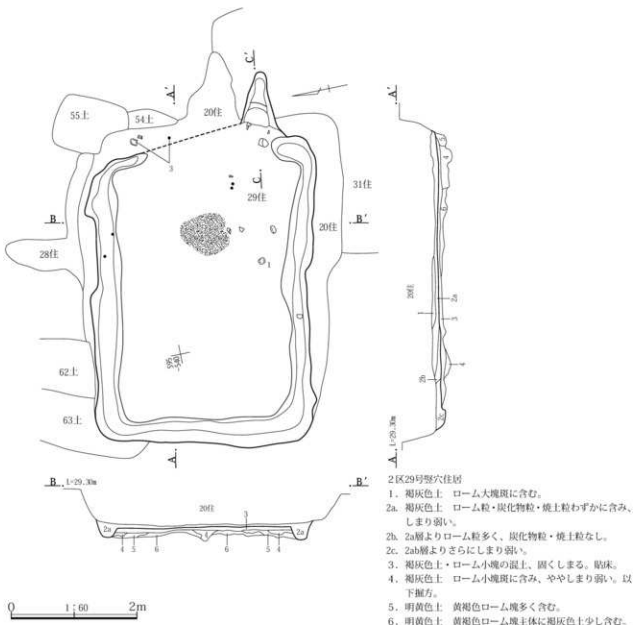 C'
A'
A'
55土
54土
20住
3
C
31住
29住
B
B'
20住
28住
1
20住
2a
1
3
595
-540
4
62土
2b
63土
2c
L=29.30m
A
A
B L=29.30m
B'
20住
3
2a
2a
4 5 6 4 6 5 4
0 1:60 2m
2区29号竪穴住居
1. 褐灰色土 ローム大塊斑に含む。
2a. 褐灰色土 ローム粒・炭化物粒・焼土粒わずかに含み、
しまり弱い。
2b. 2a層よりローム粒多く、炭化物粒・焼土粒なし。
2c. 2ab層よりさらにしまり弱い。
3. 褐灰色土・ローム小塊の混土、固くしまる。貼床。
4. 褐灰色土 ローム小塊斑に含み、ややしまり弱い。以
下掘方。
5. 明黄色土 黄褐色ローム塊多く含む。
6. 明黄色土 黄褐色ローム塊主体に褐灰色土少し含む。